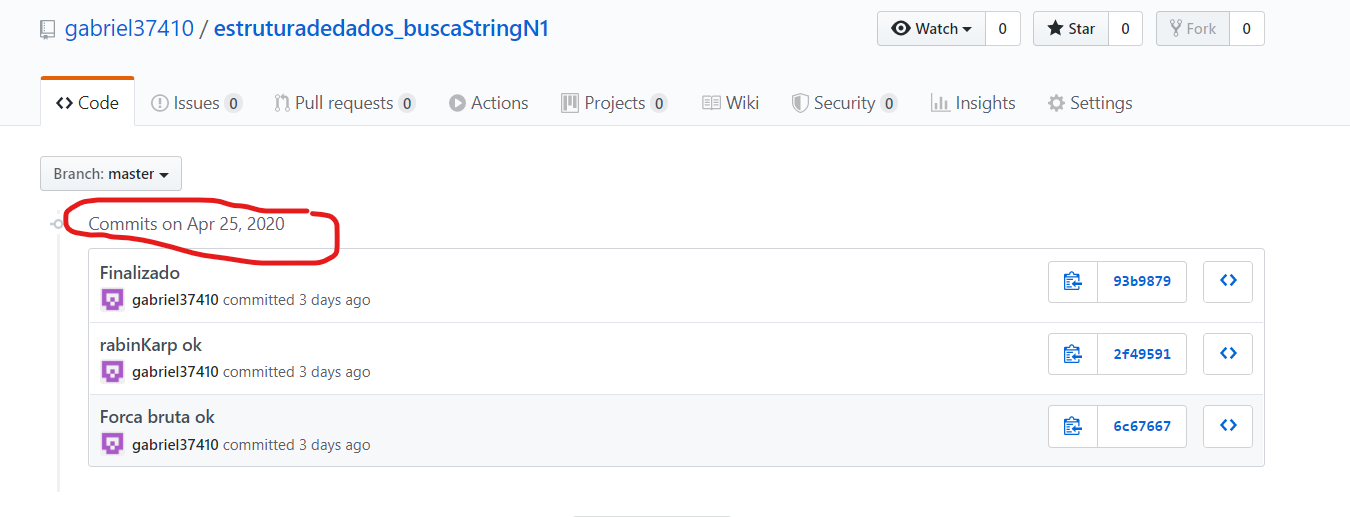 gabriel37410 / estruturadedados_buscaStringN1
Watch 0 Star 0 Fork 0
Code Issues 0 Pull requests 0 Actions Projects 0 Wiki Security 0 Insights Settings
Branch: master
Commits on Apr 25, 2020
Finalizado
gabriel37410 committed 3 days ago
93b9879
rabinKarp ok
gabriel37410 committed 3 days ago
2f49591
Forca bruta ok
gabriel37410 committed 3 days ago
6c67667